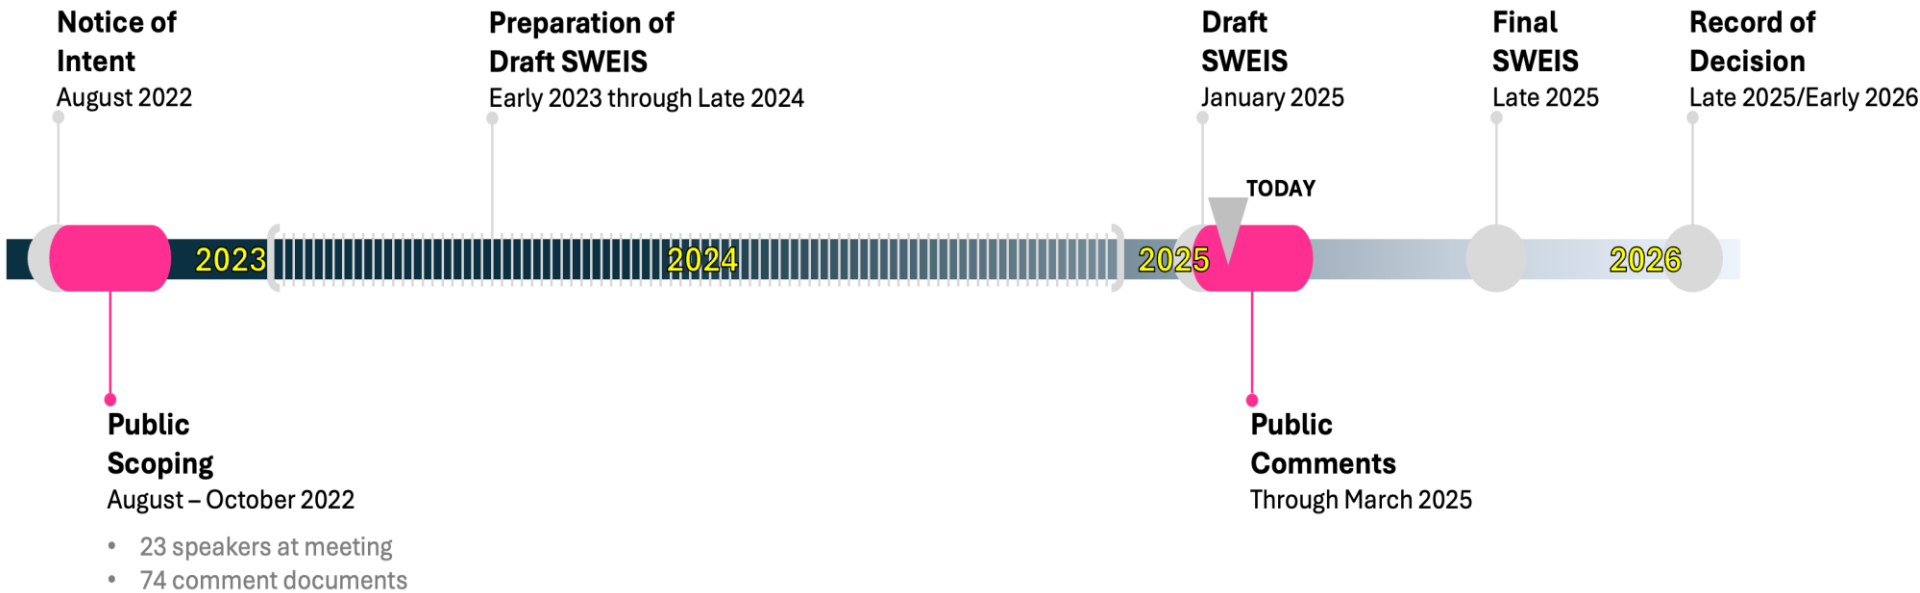 Notice of
Intent
August 2022
Preparation of
Draft SWEIS
Early 2023 through Late 2024
Draft
SWEIS
January 2025
Final
SWEIS
Late 2025
Record of
Decision
Late 2025/Early 2026
TODAY
2023
2024
2025
2026
Public
Scoping
August – October 2022
• 23 speakers at meeting
• 74 comment documents
Public
Comments
Through March 2025